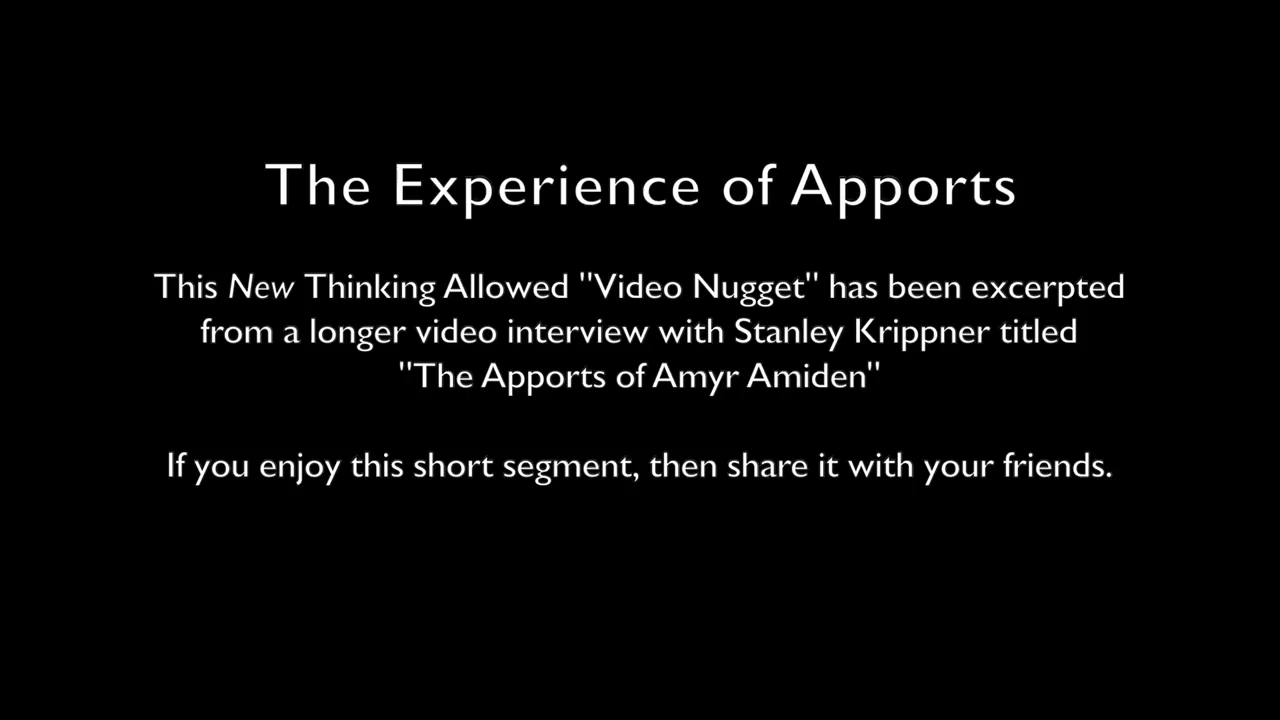 The Experience of Apports
This New Thinking Allowed "Video Nugget" has been excerpted
from a longer video interview with Stanley Krippner titled
"The Apports of Amyr Amiden"
If you enjoy this short segment, then share it with your friends.